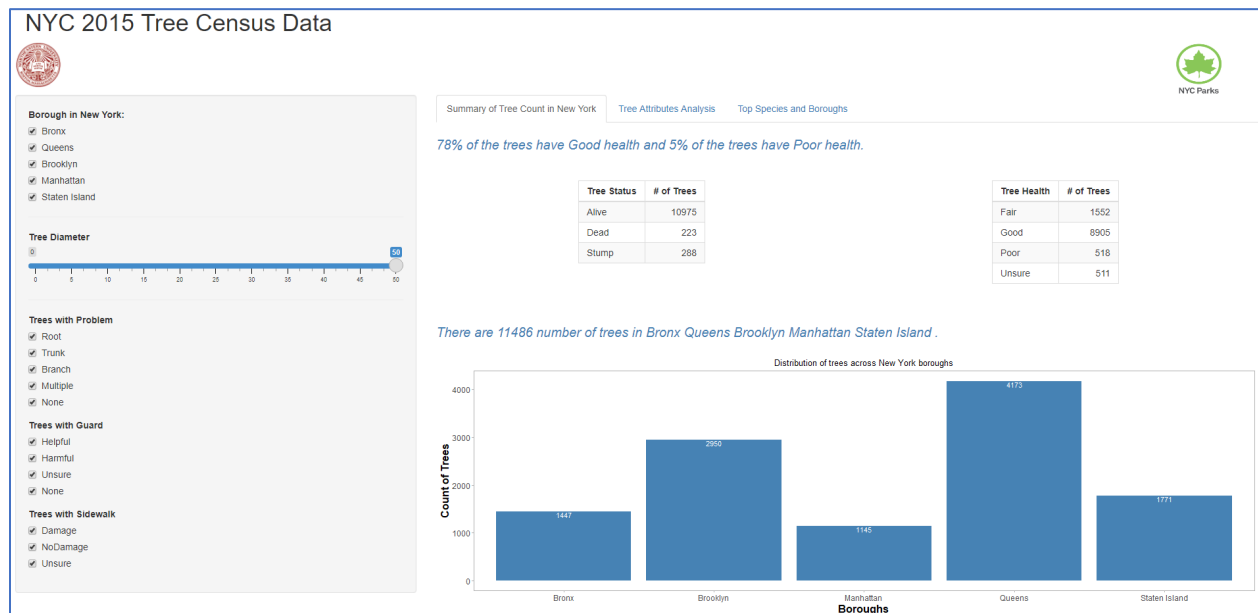 NYC 2015 Tree Census Data
NYC Parks
Borough in New York:
Bronx
Queens
Brooklyn
Manhattan
Staten Island
Tree Diameter
0 50
0 5 10 15 20 25 30 35 40 45 50
Trees with Problem
Root
Trunk
Branch
Multiple
None
Trees with Guard
Helpful
Harmful
Unsure
None
Trees with Sidewalk
Damage
NoDamage
Unsure
Summary of Tree Count in New York Tree Attributes Analysis Top Species and Boroughs
78% of the trees have Good health and 5% of the trees have Poor health.
Tree Status # of Trees
Alive 10975
Dead 223
Stump 288
Tree Health # of Trees
Fair 1552
Good 8905
Poor 518
Unsure 511
There are 11486 number of trees in Bronx Queens Brooklyn Manhattan Staten Island .
Distribution of trees across New York boroughs
Count of Trees
4000
3000
2000
1000
0
1447
2950
1145
4173
1771
Bronx Brooklyn Manhattan Queens Staten Island
Boroughs